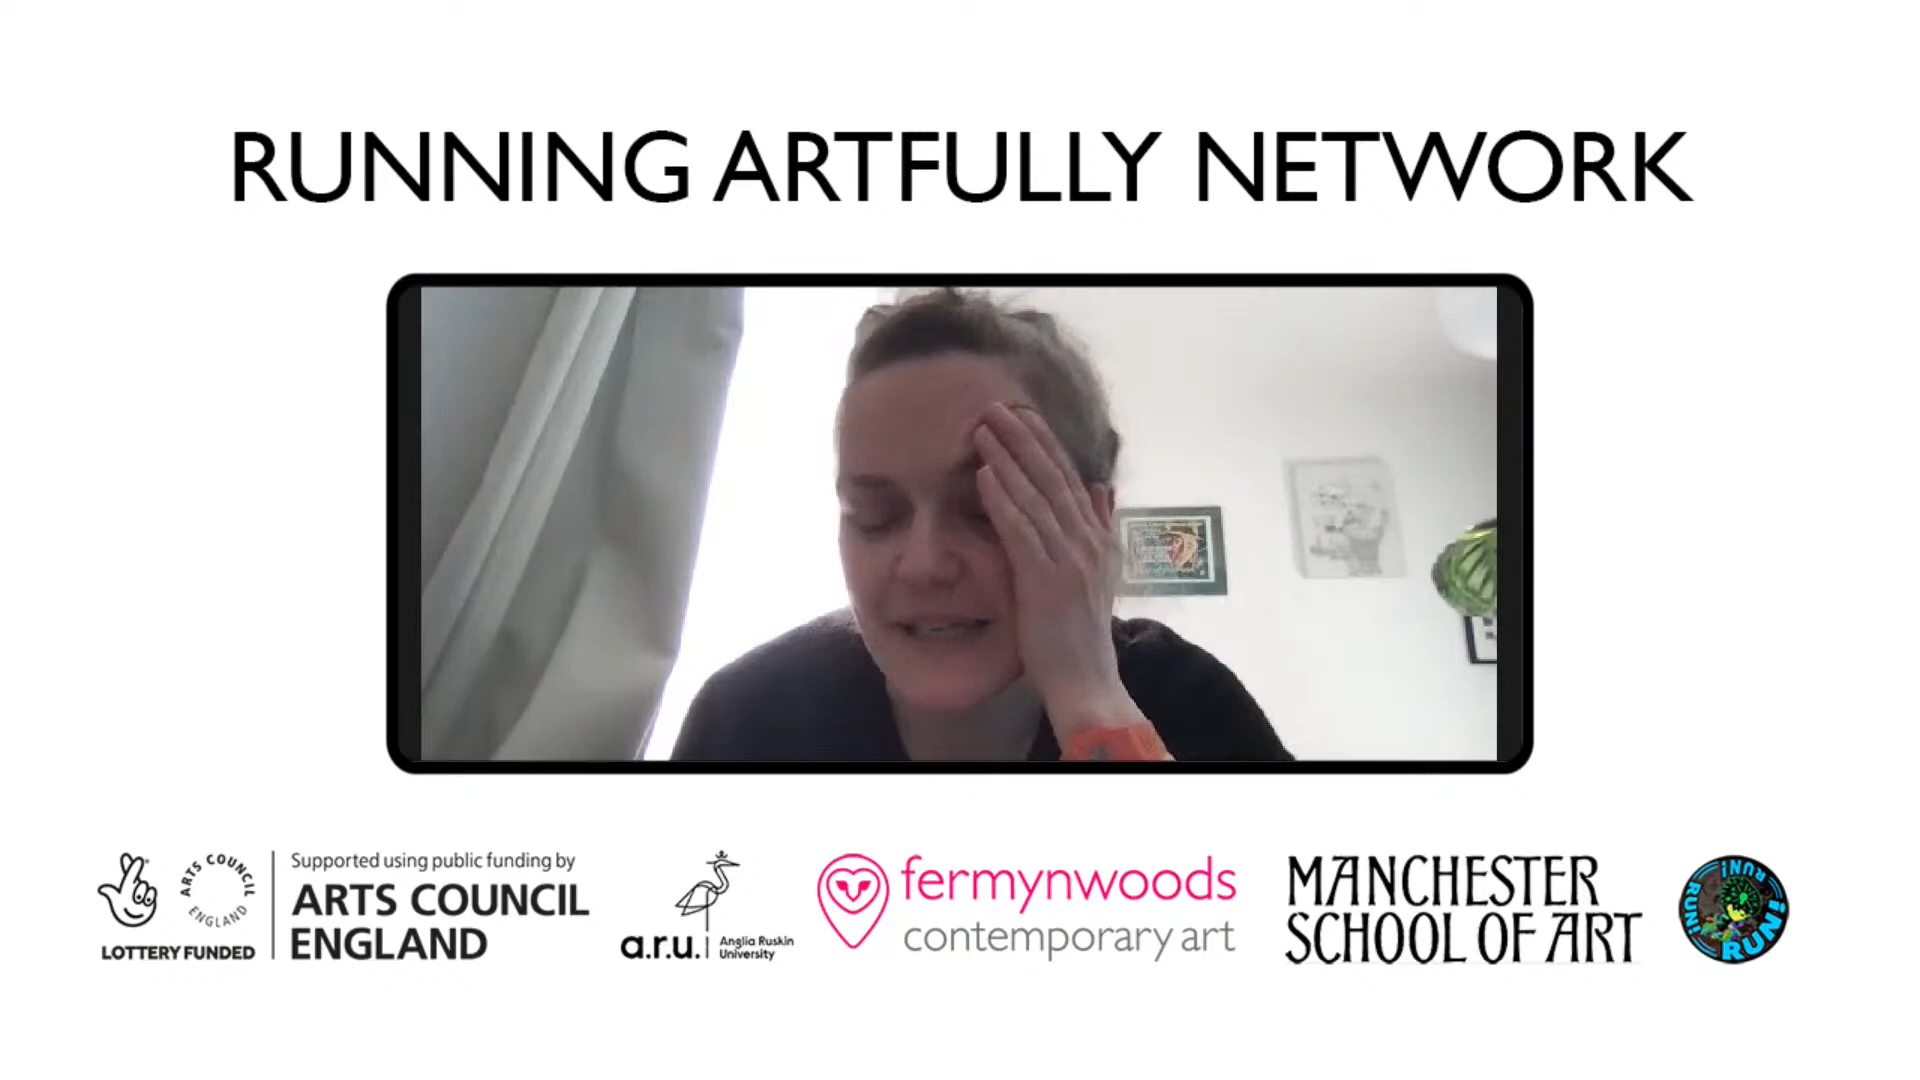 RUNNING ARTFULLY NETWORK
ARTS COUNCIL
ENGLAND
LOTTERY FUNDED
Supported using public funding by
ARTS COUNCIL
ENGLAND
a.r.u.
Anglia Ruskin
University
fermynwoods
contemporary art
MANCHESTER
SCHOOL OF ART
RUN!
RUN!
RUN!